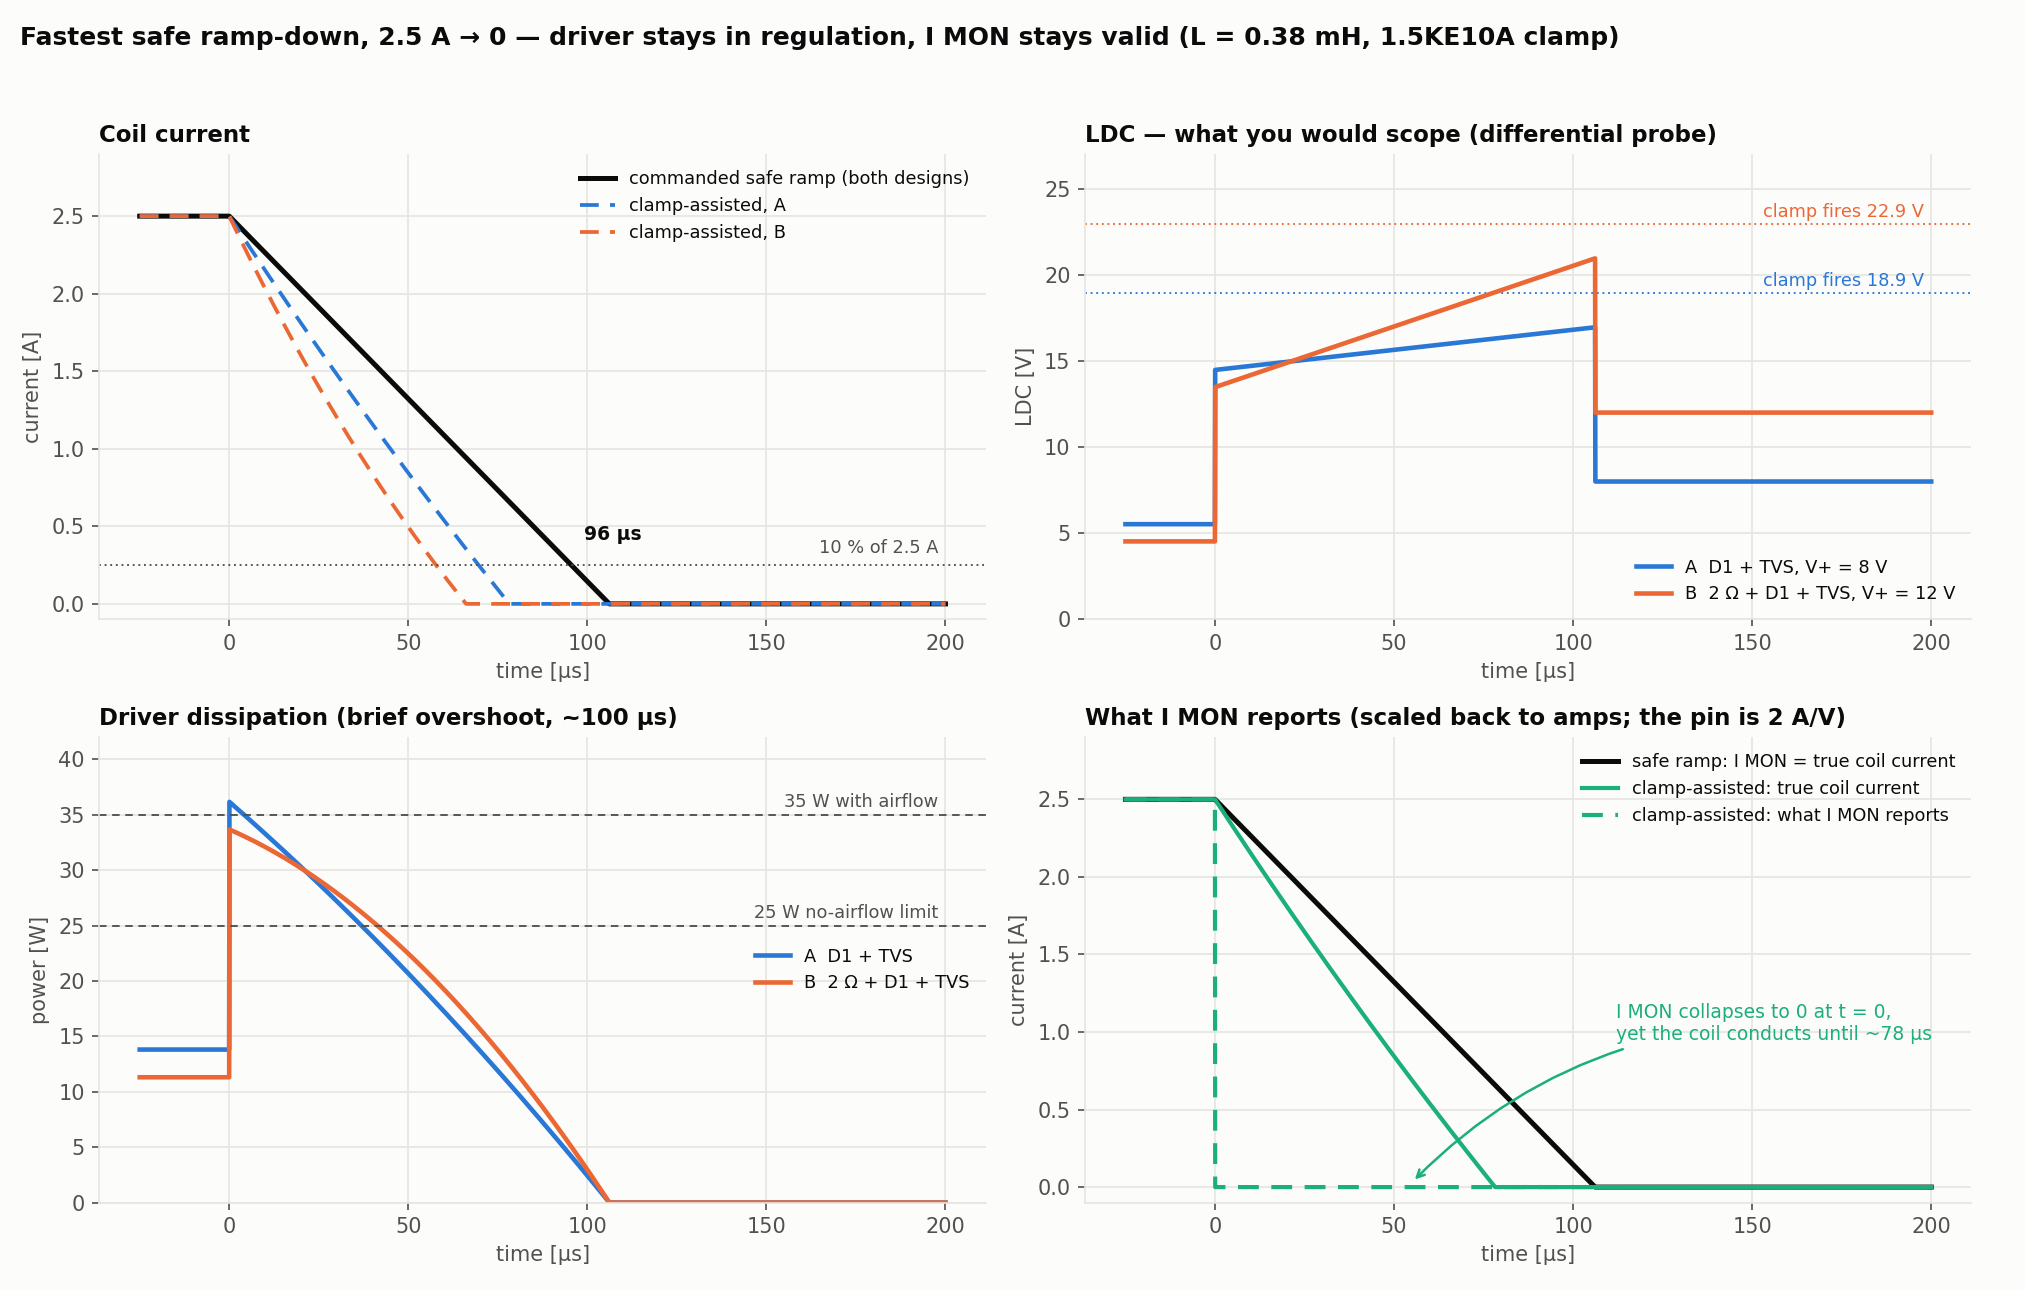 Fastest safe ramp-down, 2.5 A → 0 — driver stays in regulation, I MON stays valid (L = 0.38 mH, 1.5KE10A clamp)
Coil current
commanded safe ramp (both designs)
clamp-assisted, A
clamp-assisted, B
2.5
2.0
1.5
1.0
0.5
0.0
current [A]
96 µs
10 % of 2.5 A
0
50
100
150
200
time [µs]
LDC — what you would scope (differential probe)
25
20
15
10
5
0
LDC [V]
clamp fires 22.9 V
clamp fires 18.9 V
A  D1 + TVS, V+ = 8 V
B  2 Ω + D1 + TVS, V+ = 12 V
0
50
100
150
200
time [µs]
Driver dissipation (brief overshoot, ~100 µs)
40
35
30
25
20
15
10
5
0
power [W]
35 W with airflow
25 W no-airflow limit
A  D1 + TVS
B  2 Ω + D1 + TVS
0
50
100
150
200
time [µs]
What I MON reports (scaled back to amps; the pin is 2 A/V)
safe ramp: I MON = true coil current
clamp-assisted: true coil current
clamp-assisted: what I MON reports
2.5
2.0
1.5
1.0
0.5
0.0
current [A]
I MON collapses to 0 at t = 0,
yet the coil conducts until ~78 µs
0
50
100
150
200
time [µs]